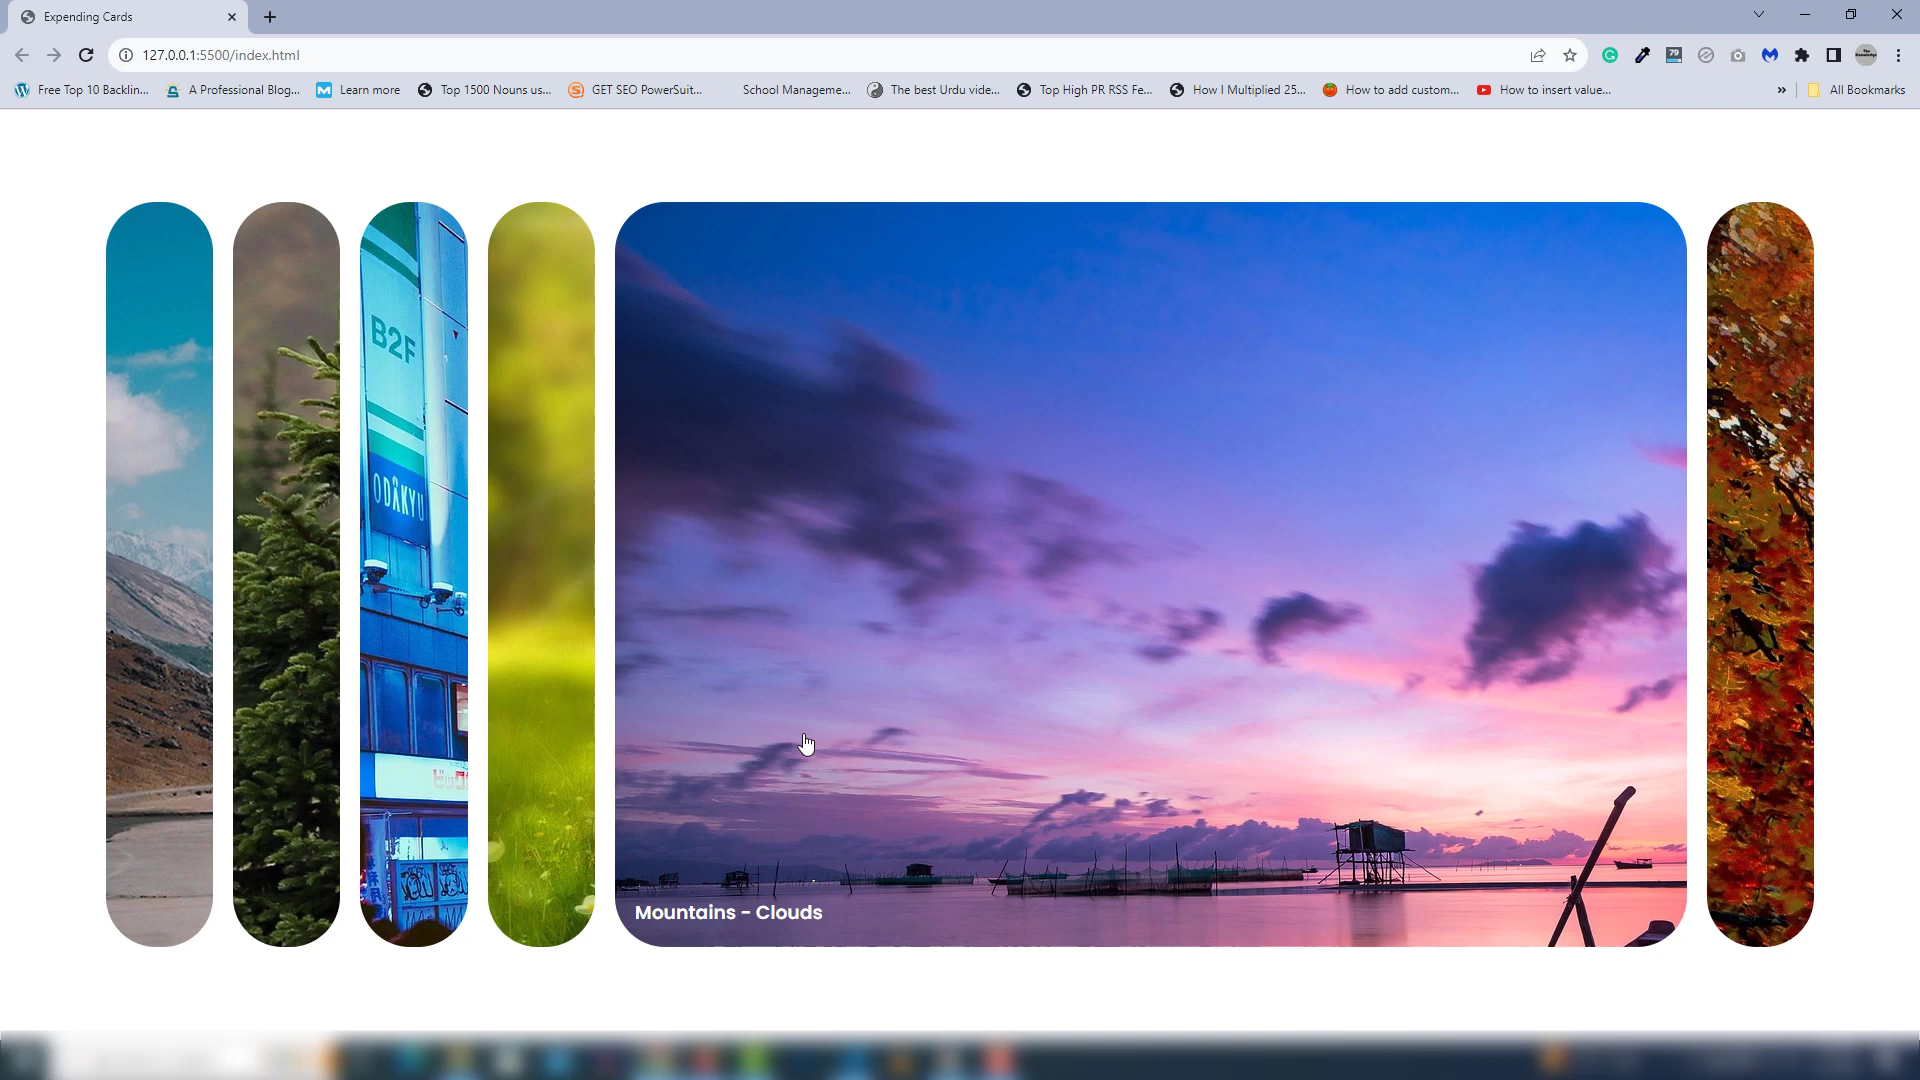 Expending Cards
127.0.0.1:5500/index.html
79
Free Top 10 Backlin...
A Professional Blog...
Learn more
Top 1500 Nouns us...
GET SEO PowerSuit...
School Manageme...
The best Urdu vide...
Top High PR RSS Fe...
How I Multiplied 25...
How to add custom...
How to insert value...
»
All Bookmarks
B2F
ODAKYU
Mountains - Clouds